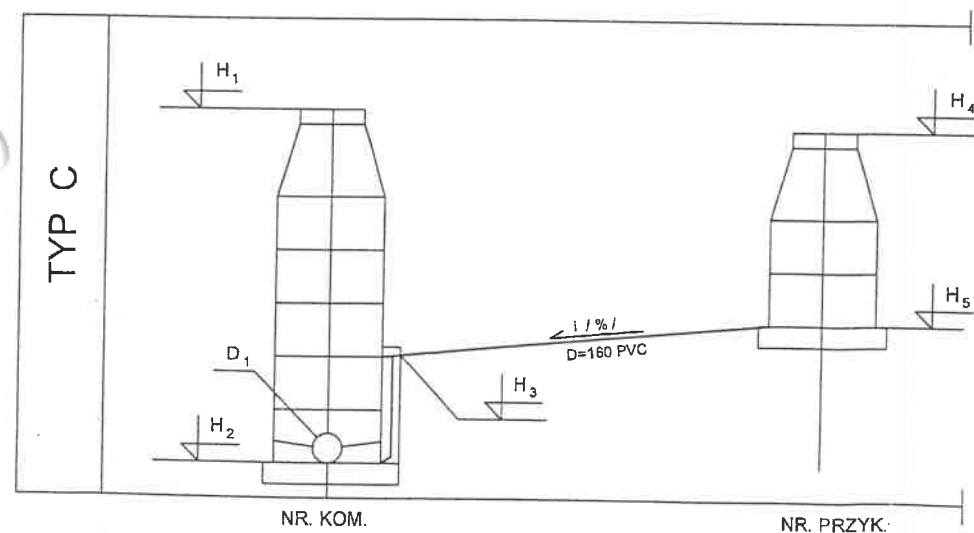 TYP C
H₁
H₄
H₅
i /%/
D=160 PVC
D₁
H₃
H₂
NR. KOM.
NR. PRZYK.